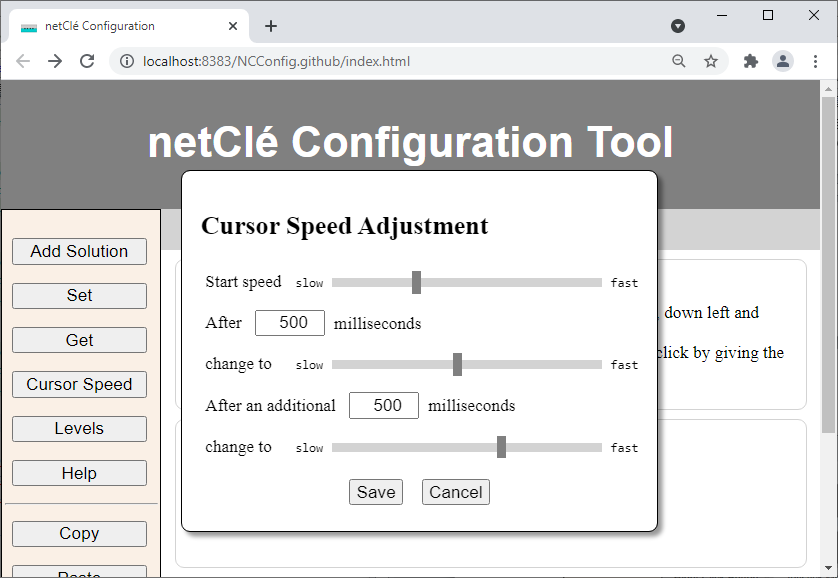 netClé Configuration
localhost:8383/NCConfig.github/index.html
netClé Configuration Tool
Add Solution
Set
Get
Cursor Speed
Levels
Help
Copy
Cursor Speed Adjustment
Start speed slow fast
After 500 milliseconds
change to slow fast
After an additional 500 milliseconds
change to slow fast
Save Cancel
, down left and
click by giving the